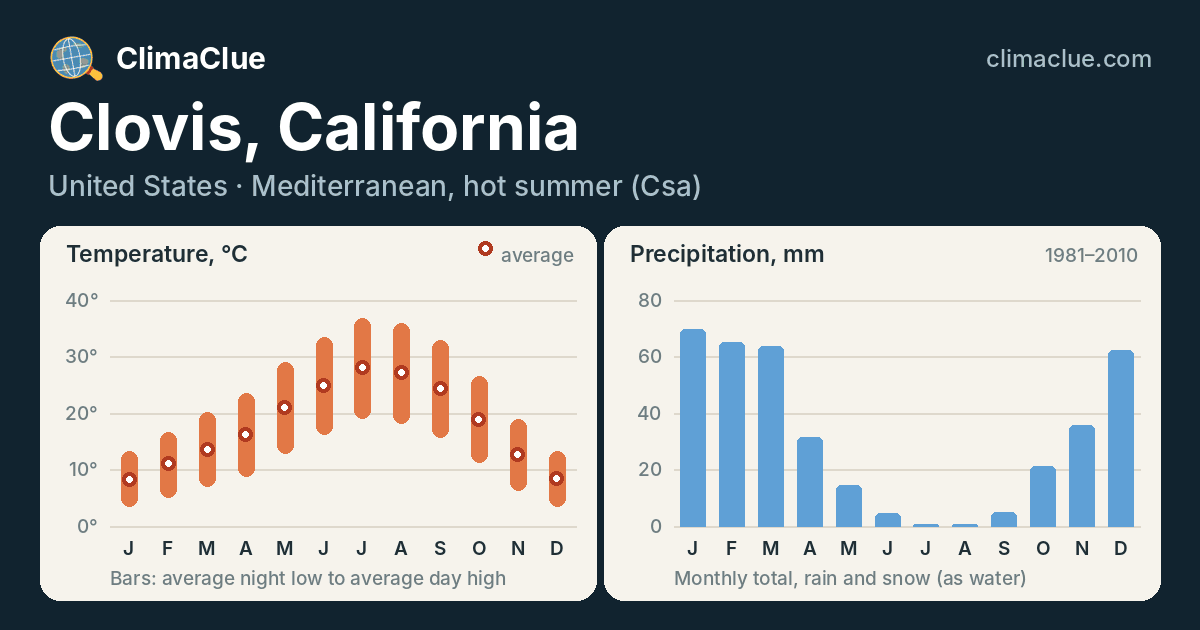 ClimaClue
climaclue.com
Clovis, California
United States · Mediterranean, hot summer (Csa)
Temperature, °C
average
40°
30°
20°
10°
0°
J F M A M J J A S O N D
Bars: average night low to average day high
Precipitation, mm
1981–2010
80
60
40
20
0
J F M A M J J A S O N D
Monthly total, rain and snow (as water)